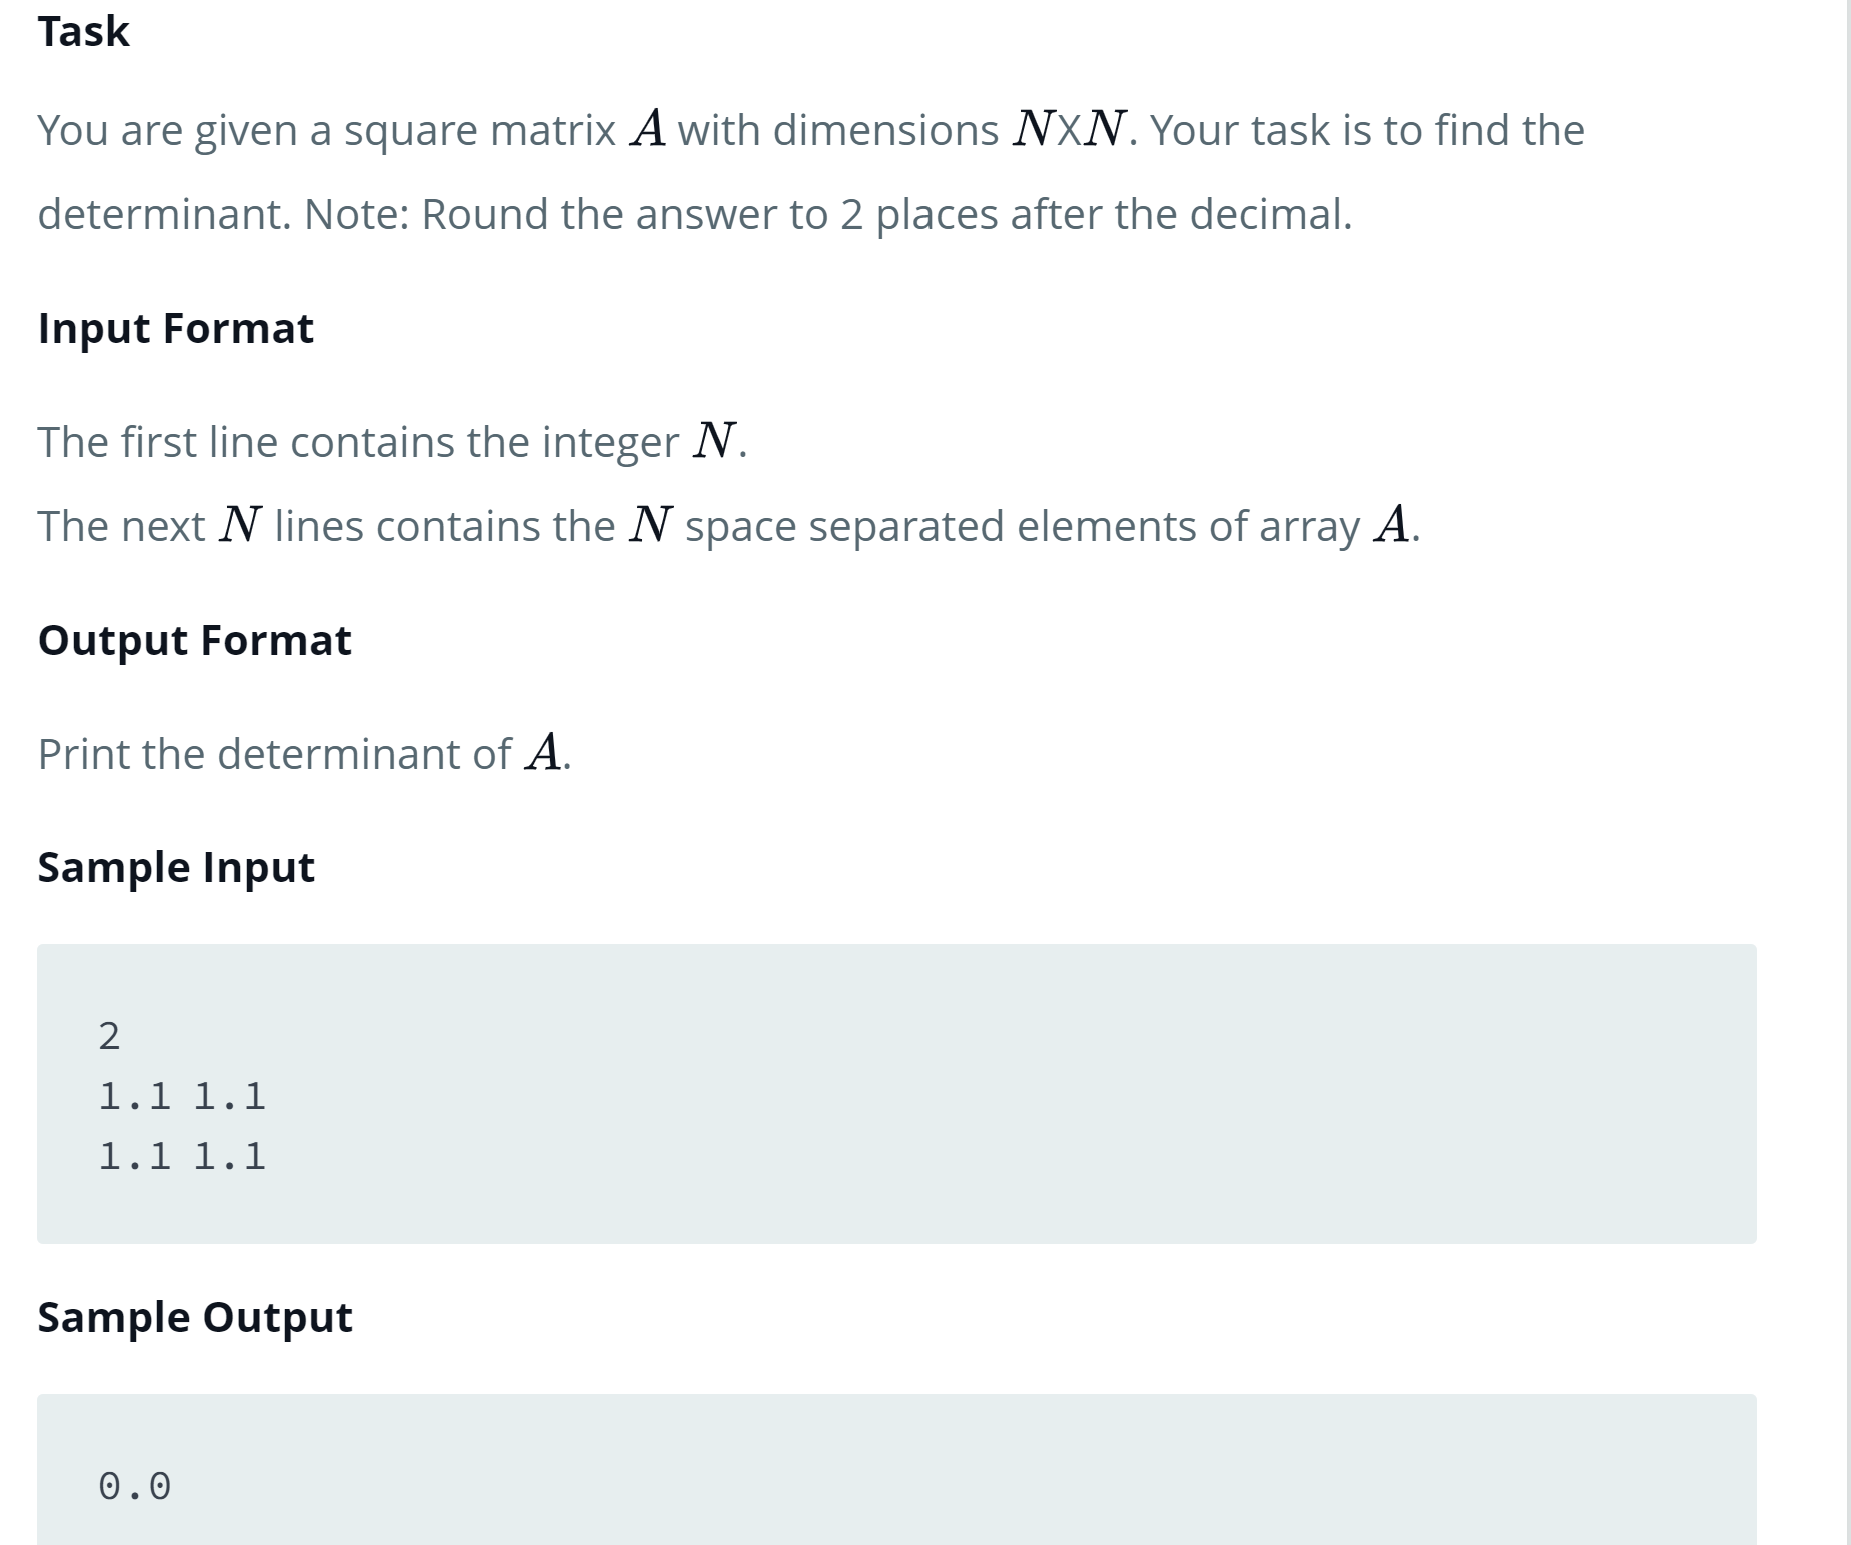 Task
You are given a square matrix A with dimensions NXN. Your task is to find the
determinant. Note: Round the answer to 2 places after the decimal.
Input Format
The first line contains the integer N.
The next N lines contains the N space separated elements of array A.
Output Format
Print the determinant of A.
Sample Input
2
1.1 1.1
1.1 1.1
Sample Output
0.0